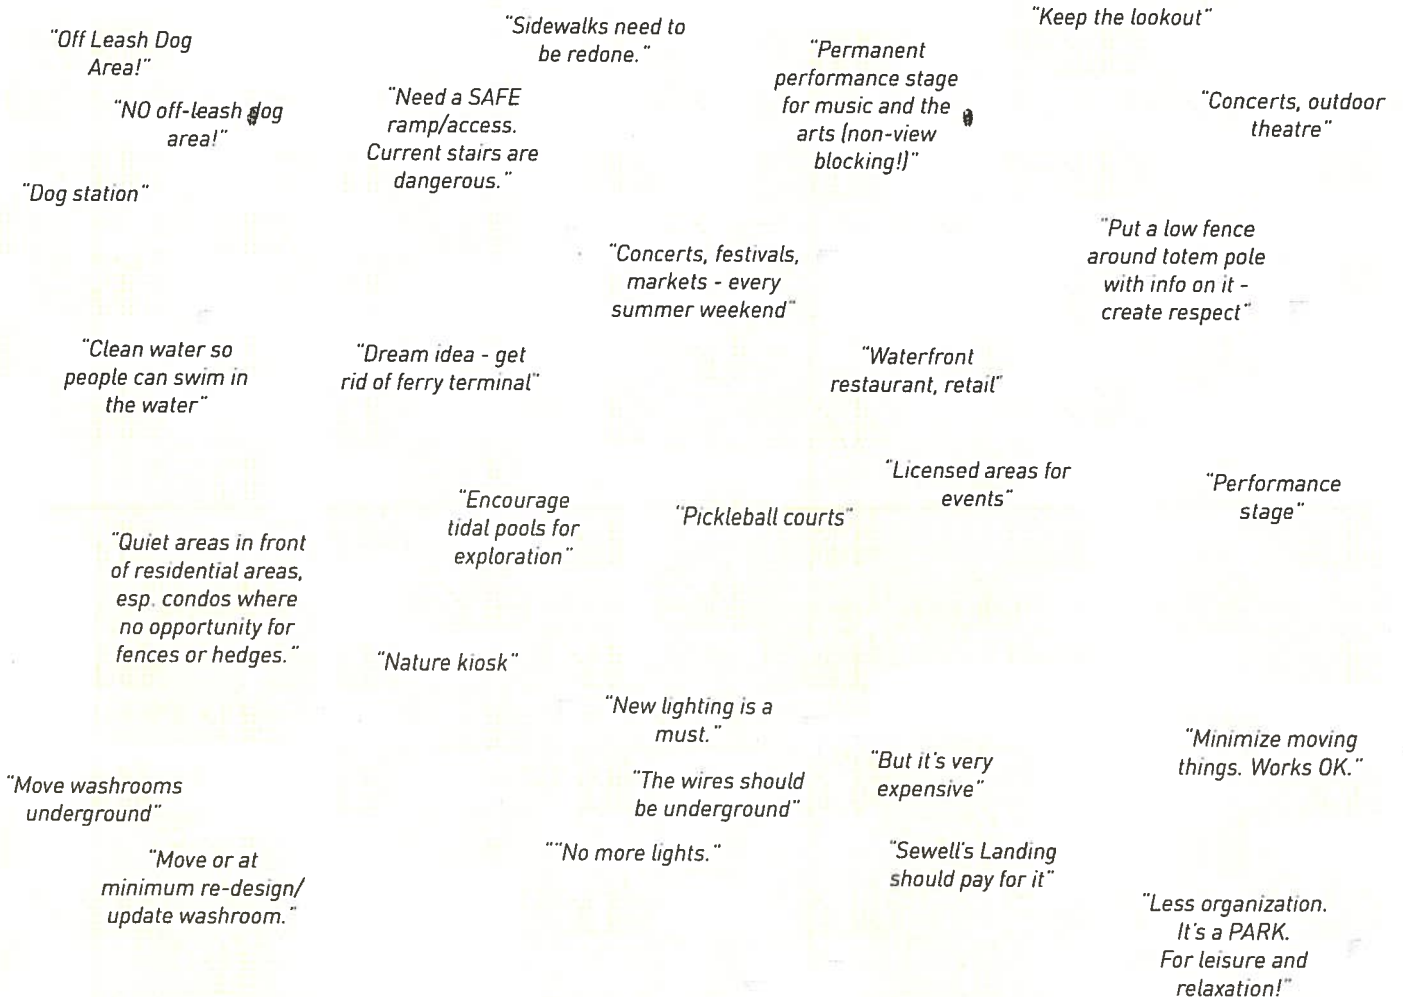 "Off Leash Dog
Area!"
"NO off-leash dog
area!"
"Dog station"
"Sidewalks need to
be redone."
"Need a SAFE
ramp/access.
Current stairs are
dangerous."
"Permanent
performance stage
for music and the
arts (non-view
blocking!)"
"Keep the lookout"
"Concerts, outdoor
theatre"
"Concerts, festivals,
markets - every
summer weekend"
"Put a low fence
around totem pole
with info on it -
create respect"
"Clean water so
people can swim in
the water"
"Dream idea - get
rid of ferry terminal"
"Waterfront
restaurant, retail"
"Licensed areas for
events"
"Performance
stage"
"Encourage
tidal pools for
exploration"
"Pickleball courts"
"Quiet areas in front
of residential areas,
esp. condos where
no opportunity for
fences or hedges."
"Nature kiosk"
"New lighting is a
must."
"The wires should
be underground"
"But it's very
expensive"
"Minimize moving
things. Works OK."
"Move washrooms
underground"
"Move or at
minimum re-design/
update washroom."
""No more lights."
"Sewell's Landing
should pay for it"
"Less organization.
It's a PARK.
For leisure and
relaxation!"